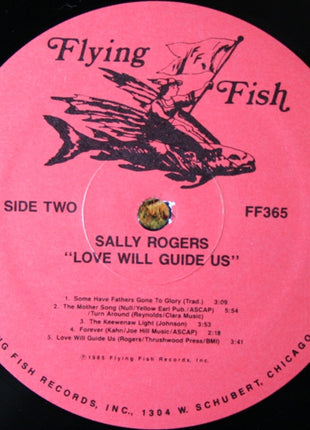 Flying
Fish
SIDE TWO
FF365
SALLY ROGERS
"LOVE WILL GUIDE US"
1. Some Have Fathers Gone To Glory (Trad.) 3:09
2. The Mother Song (Null/Yellow Earl Pub./ASCAP) 5:54
/Turn Around (Reynolds/Clara Music)
3. The Keewenaw Light (Johnson) 3:53
4. Forever (Kahn/Joe Hill Music/ASCAP) 2:18
5. Love Will Guide Us (Rogers/Thrushwood Press/BMI) 3:41
℗1985 Flying Fish Records, Inc.
NG FISH RECORDS, INC., 1304 W. SCHUBERT, CHICAGO